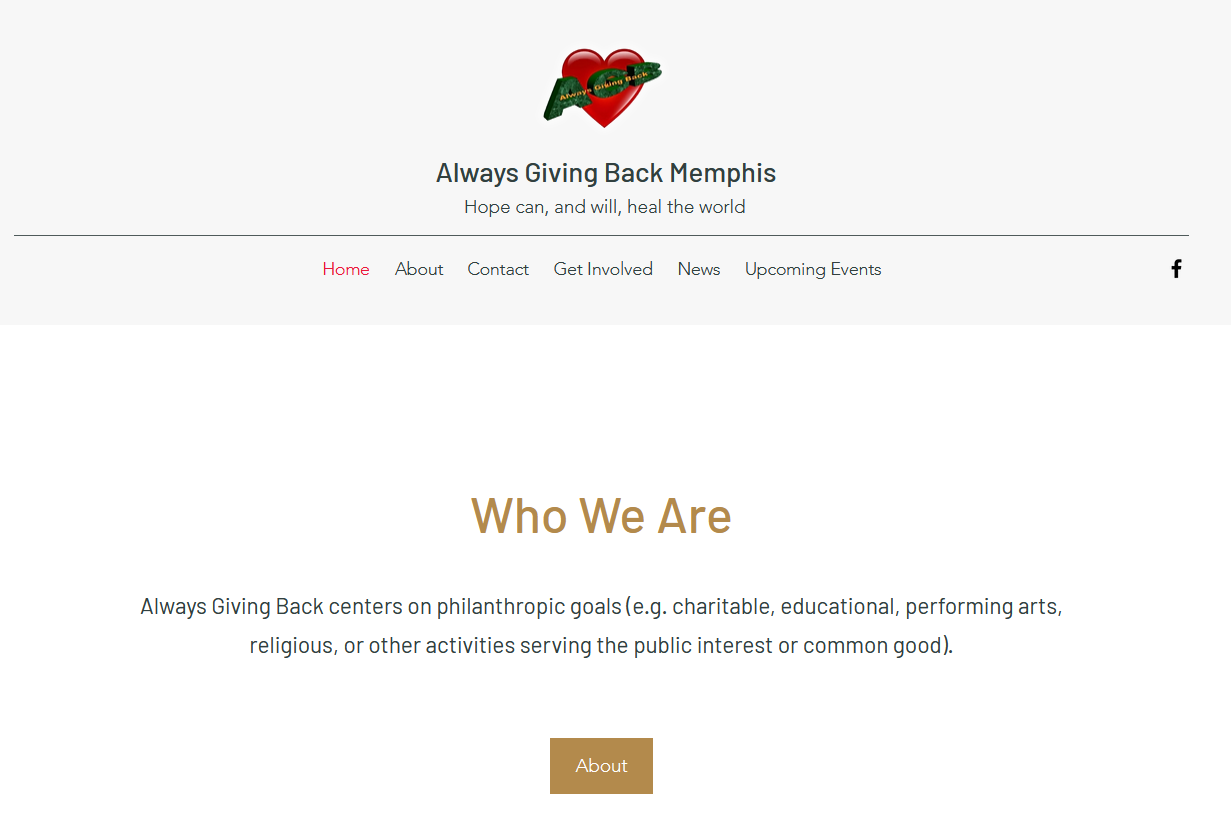 AGB
Always Giving Back
Always Giving Back Memphis
Hope can, and will, heal the world
Home About Contact Get Involved News Upcoming Events
Who We Are
Always Giving Back centers on philanthropic goals (e.g. charitable, educational, performing arts,
religious, or other activities serving the public interest or common good).
About